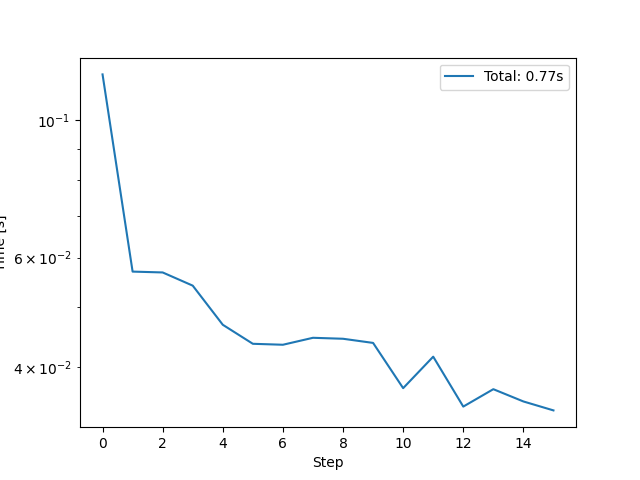 Total: 0.77s
10⁻¹
6 × 10⁻²
4 × 10⁻²
[s]
0 2 4 6 8 10 12 14
Step